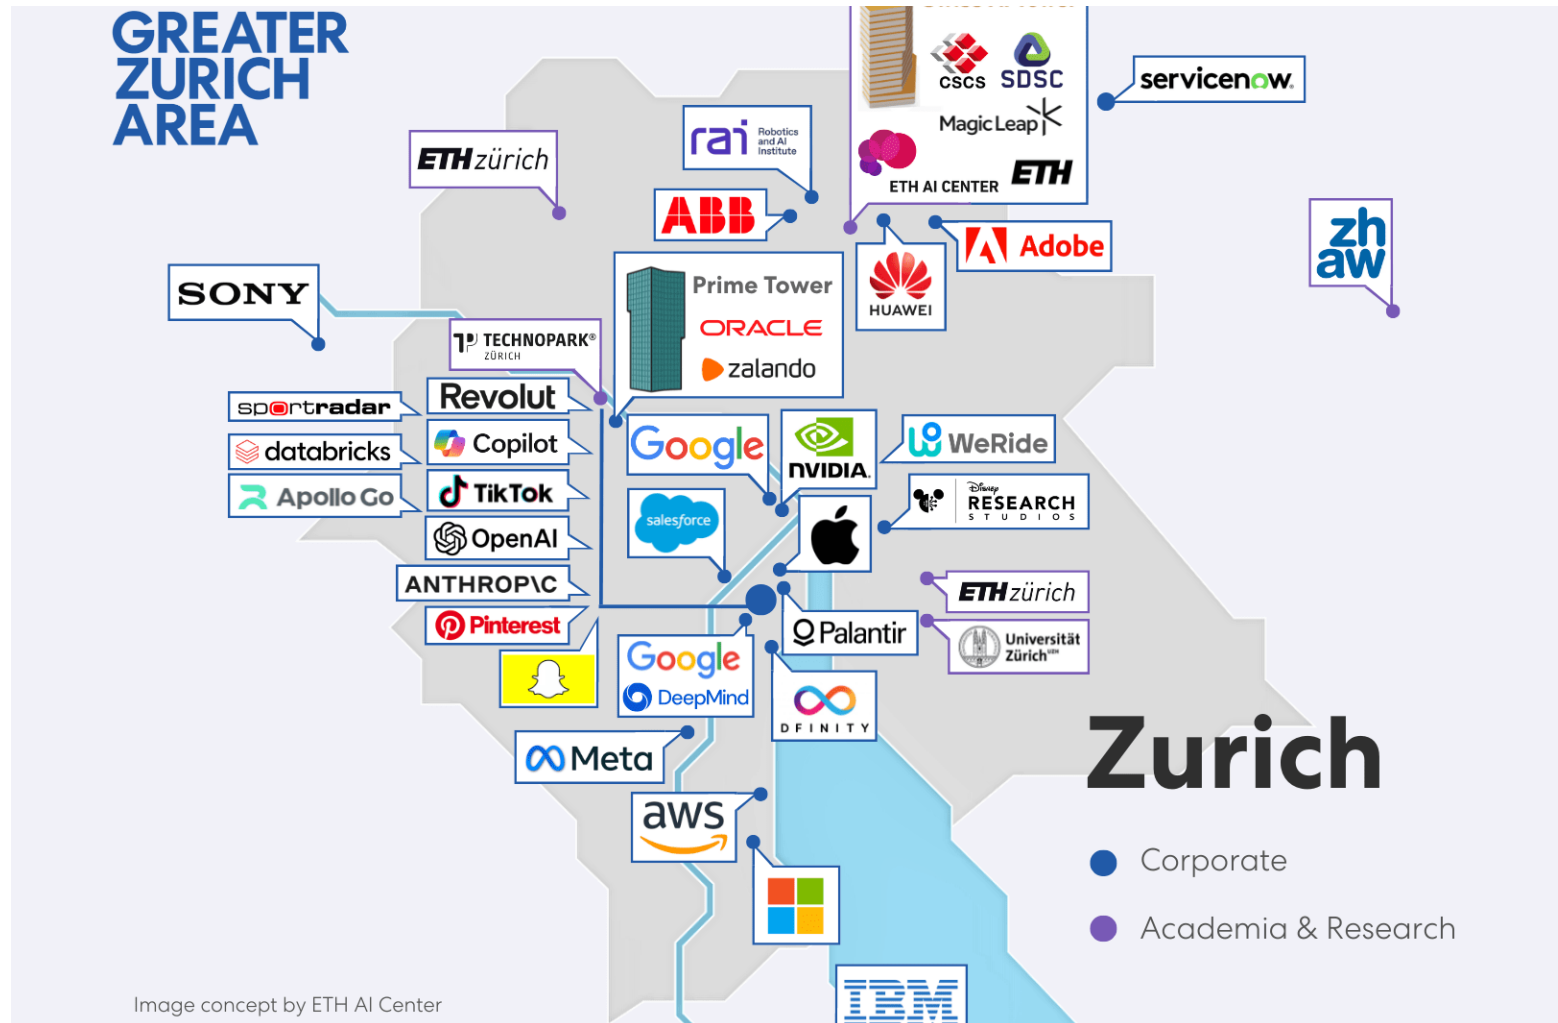 GREATER
ZURICH
AREA
CSCS
SDSC
servicenow.
Magic Leap
ETH AI CENTER
ETH
rai
Robotics
and AI
Institute
ETH zürich
ABB
Adobe
HUAWEI
zh
aw
SONY
Prime Tower
ORACLE
zalando
TECHNOPARK®
ZÜRICH
sportradar
Revolut
databricks
Copilot
Apollo Go
TikTok
OpenAI
ANTHROP\C
Pinterest
Google
NVIDIA.
WeRide
salesforce
Disney
RESEARCH
STUDIOS
ETH zürich
Palantir
Universität
Zürich UZH
Google
DeepMind
DFINITY
Meta
aws
IBM
Zurich
Corporate
Academia & Research
Image concept by ETH AI Center